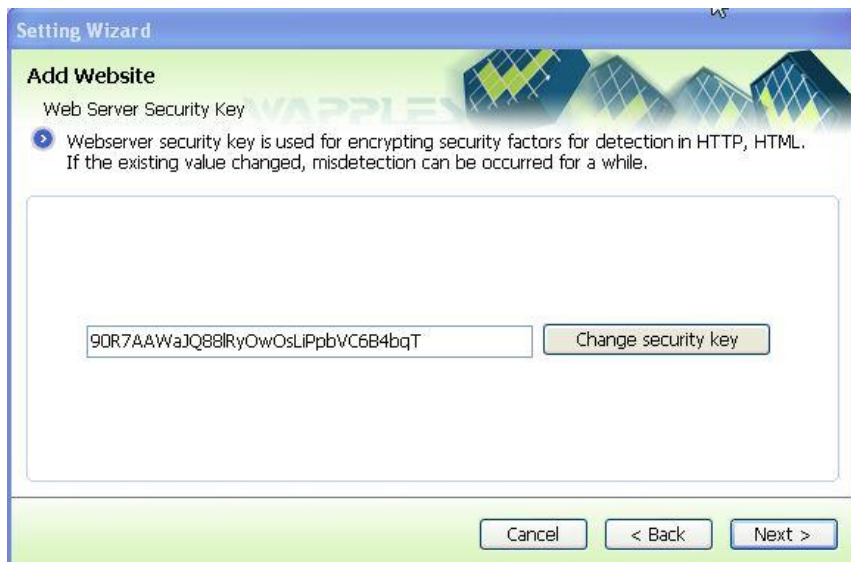 Setting Wizard
Add Website
WAPPLES
Web Server Security Key
Webserver security key is used for encrypting security factors for detection in HTTP, HTML.
If the existing value changed, misdetection can be occurred for a while.
90R7AAWaJQ88lRyOwOsLiPpbVC6B4bqT
Change security key
Cancel
< Back
Next >